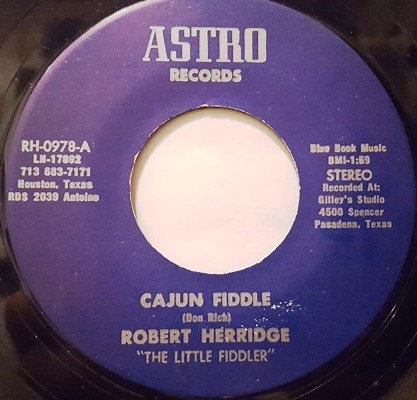 ASTRO
RECORDS
RH-0978-A
LH-17892
713 683-7171
Houston, Texas
RDS 2039 Antoine
Blue Book Music
BMI-1:59
STEREO
Recorded At:
Gilley's Studio
4500 Spencer
Pasadena, Texas
CAJUN FIDDLE
(Don Rich)
ROBERT HERRIDGE
"THE LITTLE FIDDLER"